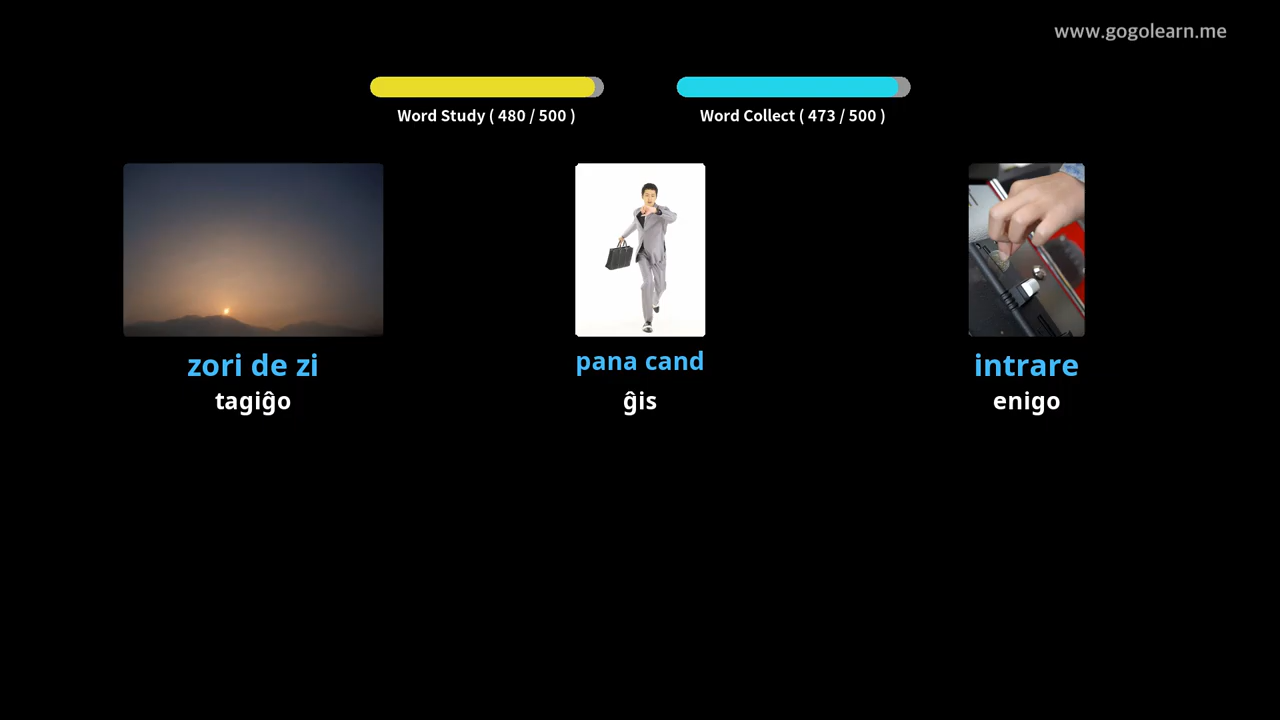 www.gogolearn.me
Word Study ( 480 / 500 )
Word Collect ( 473 / 500 )
zori de zi
pana cand
intrare
tagiĝo
ĝis
enigo